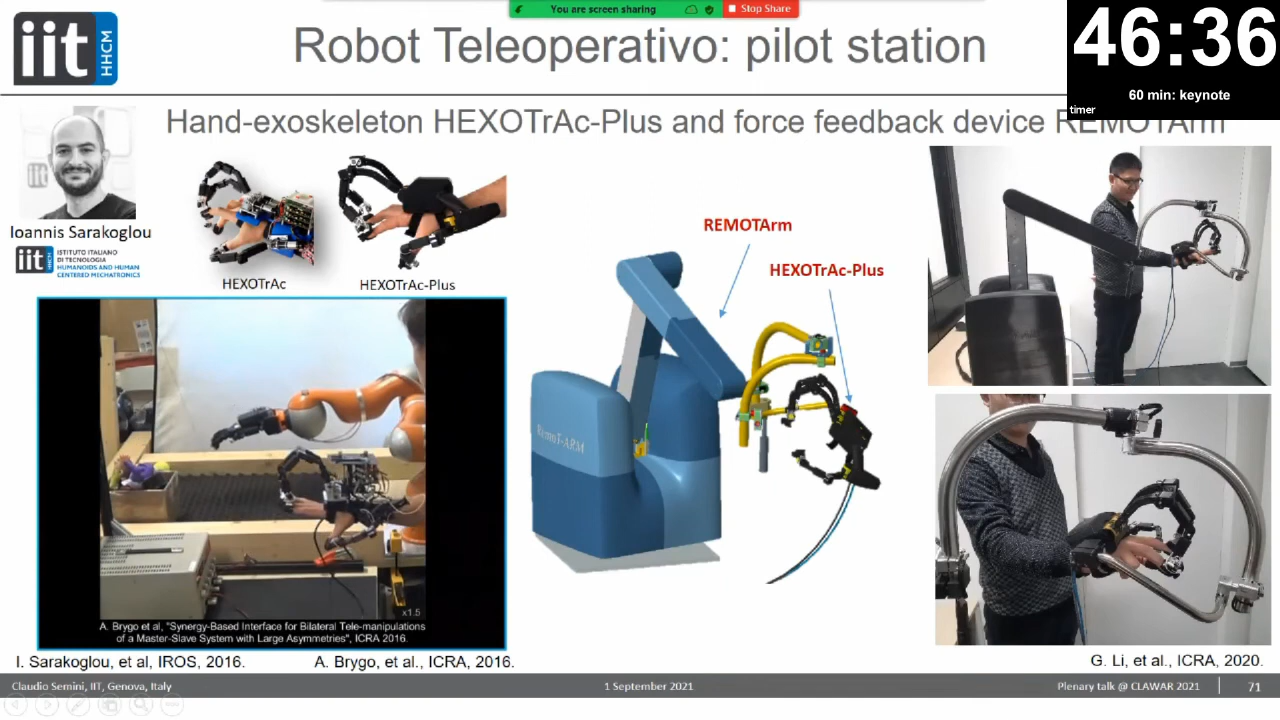 You are screen sharing
Stop Share
iit HHCM
Robot Teleoperativo: pilot station
46:36
60 min: keynote
timer
Hand-exoskeleton HEXOTrAc-Plus and force feedback device REMOTArm
Ioannis Sarakoglou
iit
ISTITUTO ITALIANO
DI TECNOLOGIA
HUMANOIDS AND HUMAN
CENTERED MECHATRONICS
HEXOTrAc
HEXOTrAc-Plus
REMOTArm
HEXOTrAc-Plus
RemoT-ARM
x1.5
A. Brygo et al, "Synergy-Based Interface for Bilateral Tele-manipulations
of a Master-Slave System with Large Asymmetries", ICRA 2016.
I. Sarakoglou, et al, IROS, 2016.
A. Brygo, et al., ICRA, 2016.
G. Li, et al., ICRA, 2020.
Claudio Semini, IIT, Genova, Italy
1 September 2021
Plenary talk @ CLAWAR 2021
71